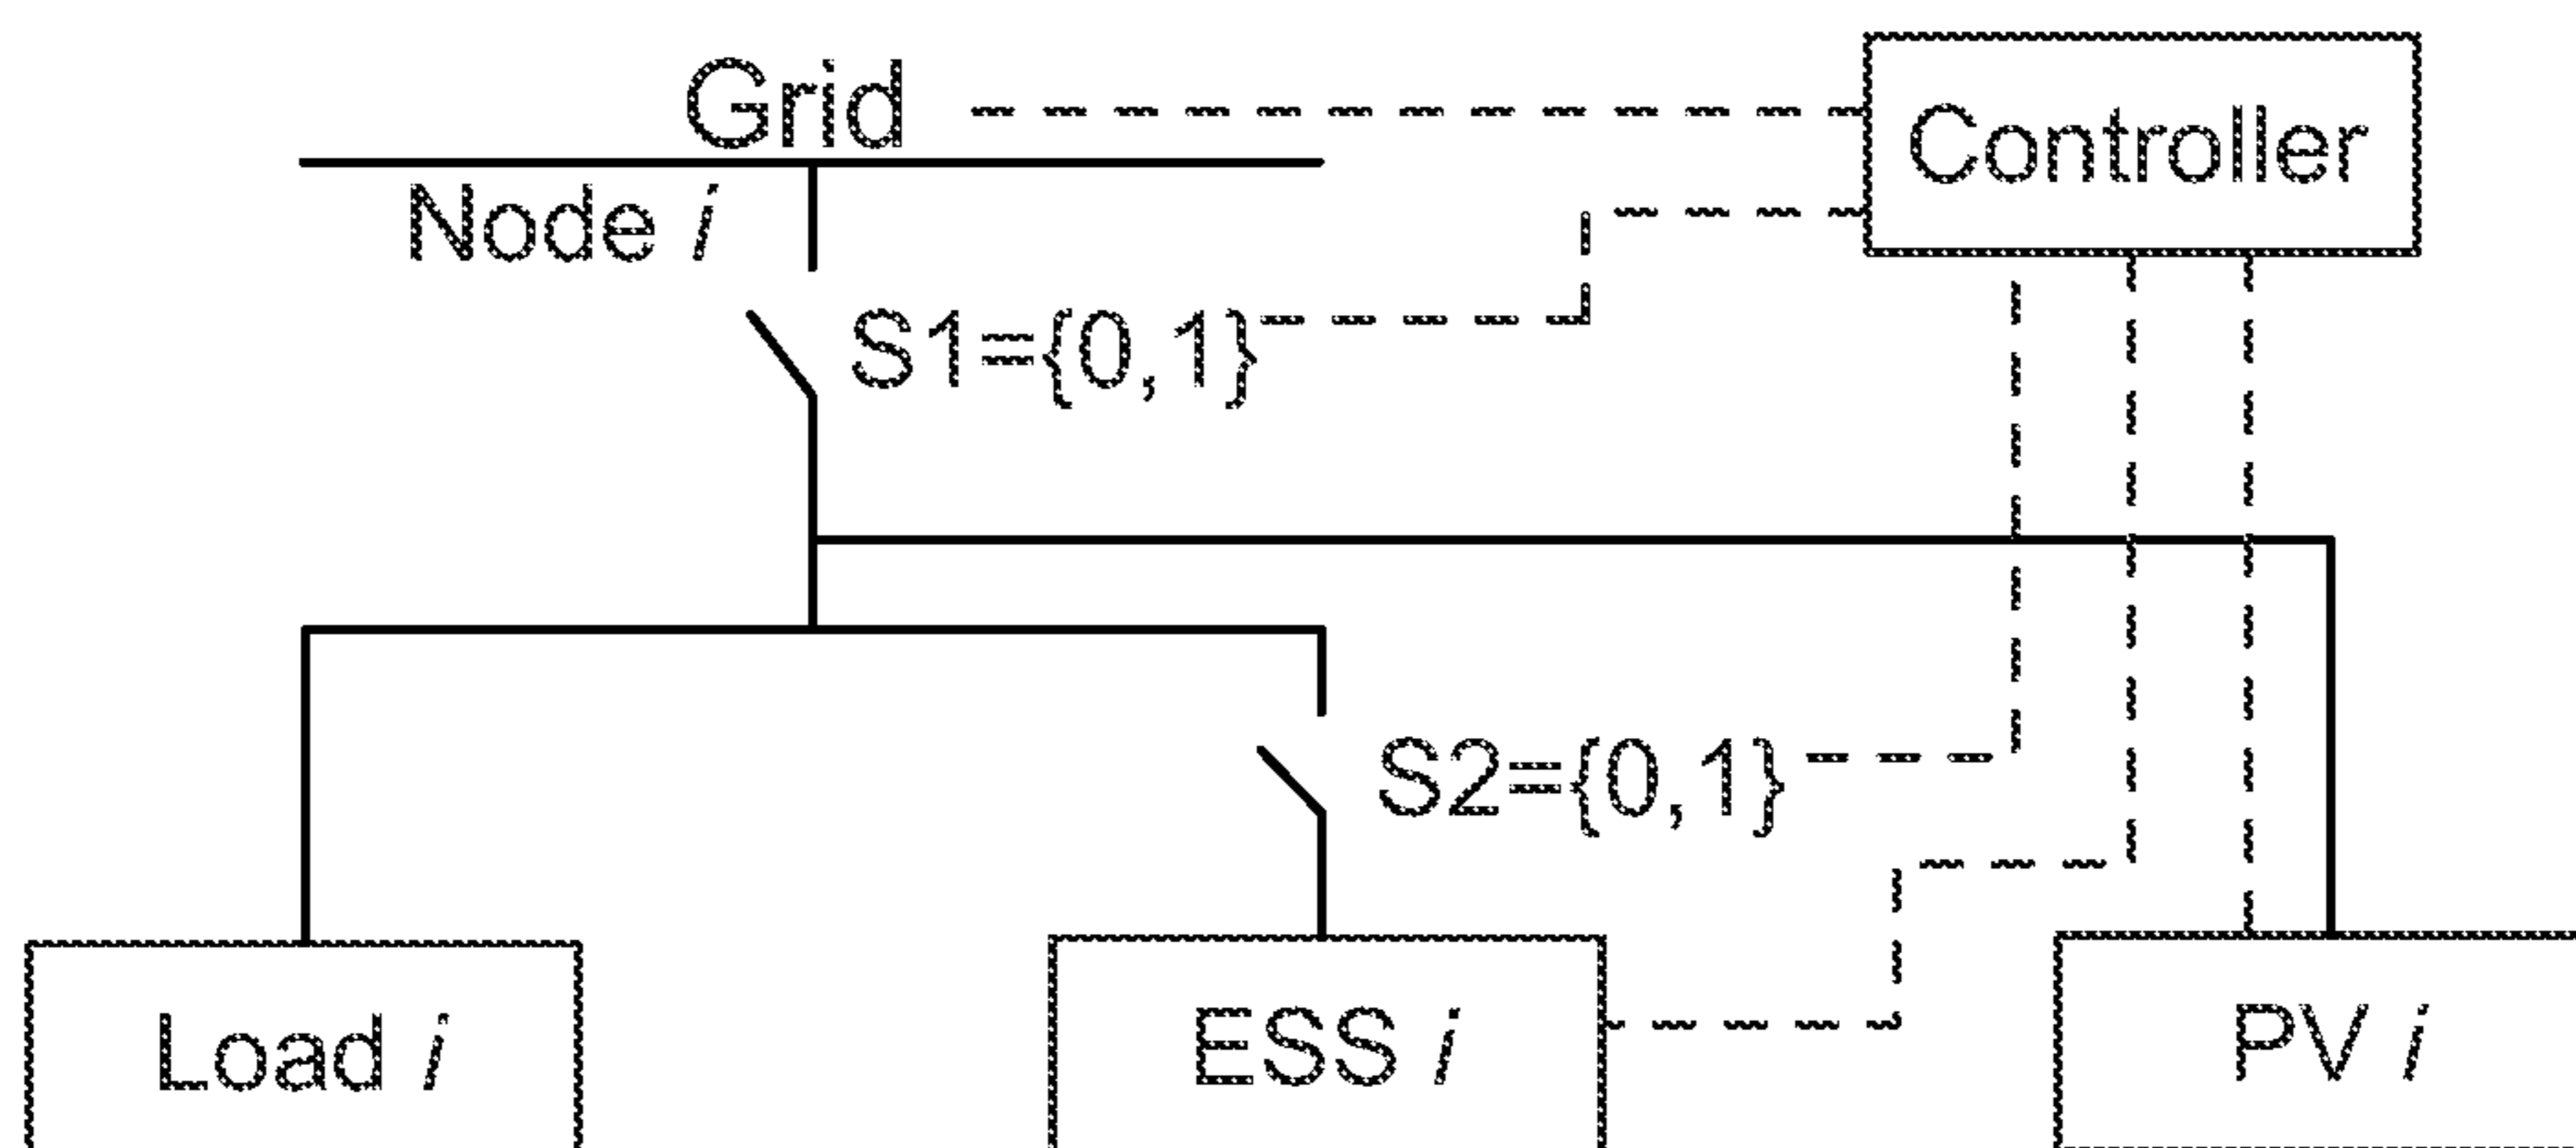 Grid
Controller
Node i
S1={0,1}
S2={0,1}
Load i
ESS i
PV i